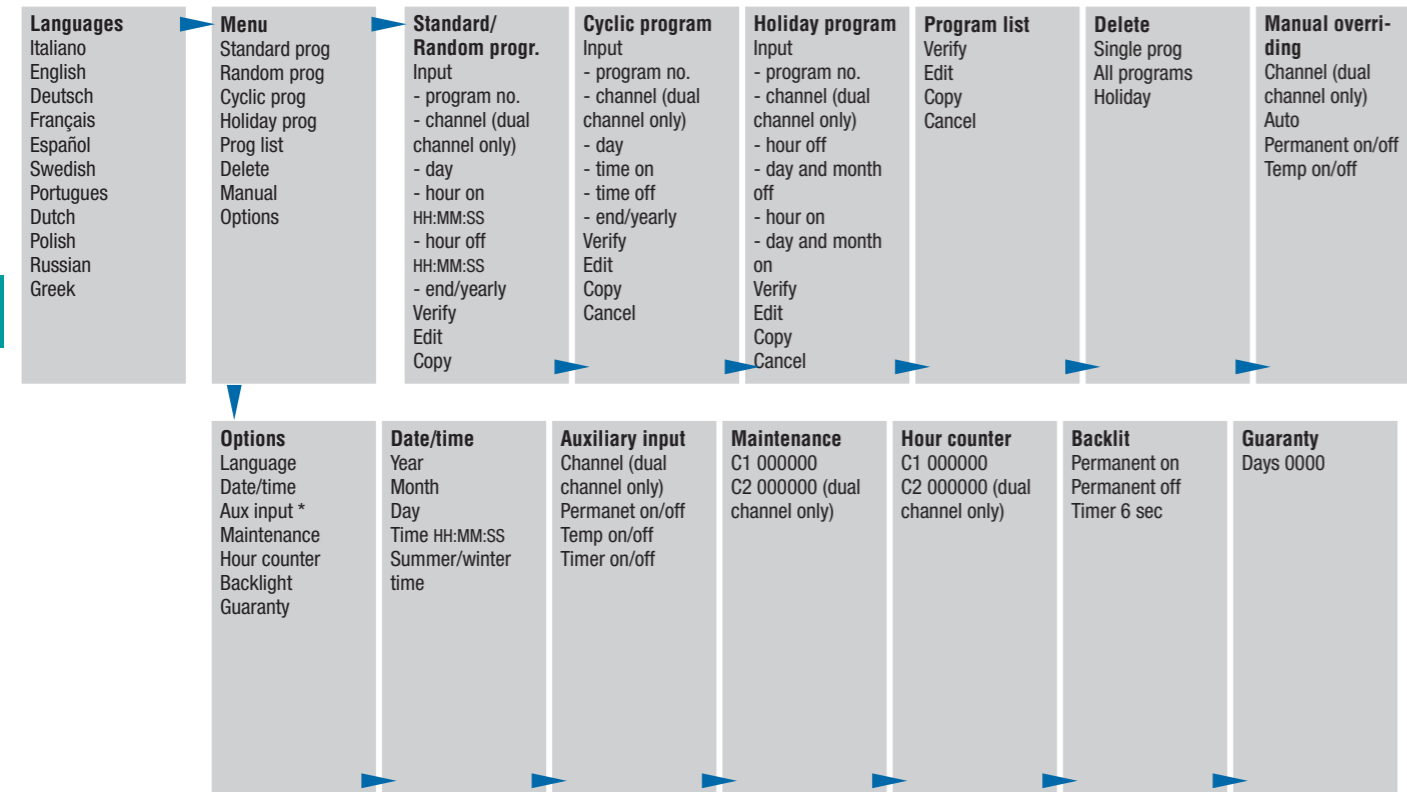 Languages
Italiano
English
Deutsch
Français
Español
Swedish
Portugues
Dutch
Polish
Russian
Greek
Menu
Standard prog
Random prog
Cyclic prog
Holiday prog
Prog list
Delete
Manual
Options
Standard/
Random progr.
Input
- program no.
- channel (dual
channel only)
- day
- hour on
HH:MM:SS
- hour off
HH:MM:SS
- end/yearly
Verify
Edit
Copy
Cyclic program
Input
- program no.
- channel (dual
channel only)
- day
- time on
- time off
- end/yearly
Verify
Edit
Copy
Cancel
Holiday program
Input
- program no.
- channel (dual
channel only)
- hour off
- day and month
off
- hour on
- day and month
on
Verify
Edit
Copy
Cancel
Program list
Verify
Edit
Copy
Cancel
Delete
Single prog
All programs
Holiday
Manual overri-
ding
Channel (dual
channel only)
Auto
Permanent on/off
Temp on/off
Options
Language
Date/time
Aux input *
Maintenance
Hour counter
Backlight
Guaranty
Date/time
Year
Month
Day
Time HH:MM:SS
Summer/winter
time
Auxiliary input
Channel (dual
channel only)
Permanet on/off
Temp on/off
Timer on/off
Maintenance
C1 000000
C2 000000 (dual
channel only)
Hour counter
C1 000000
C2 000000 (dual
channel only)
Backlit
Permanent on
Permanent off
Timer 6 sec
Guaranty
Days 0000